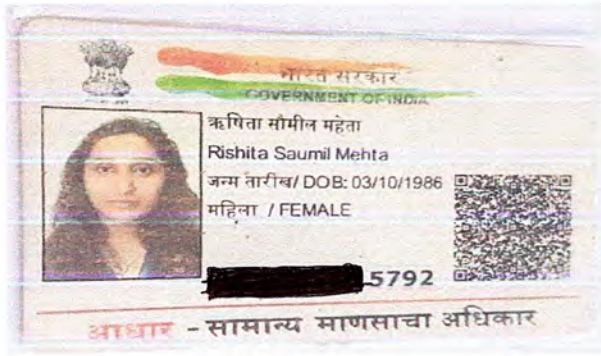 भारत सरकार
GOVERNMENT OF INDIA
ऋषिता सौमील महेता
Rishita Saumil Mehta
जन्म तारीख/ DOB: 03/10/1986
महिला / FEMALE
5792
आधार - सामान्य माणसाचा अधिकार